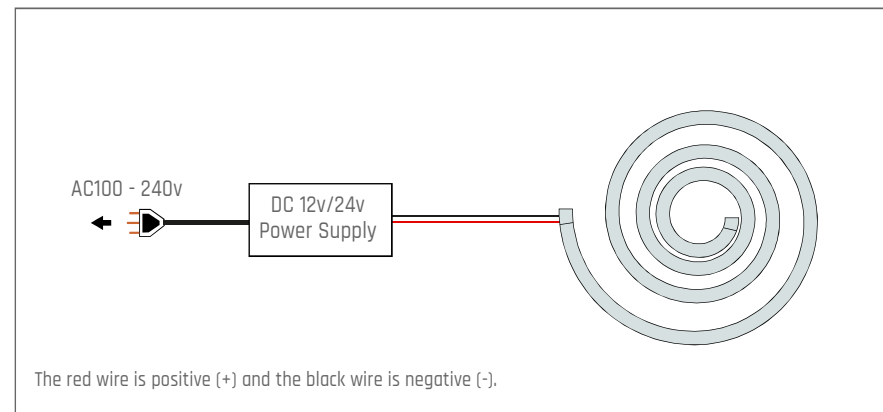 AC100 - 240v
DC 12v/24v
Power Supply
The red wire is positive (+) and the black wire is negative (-).